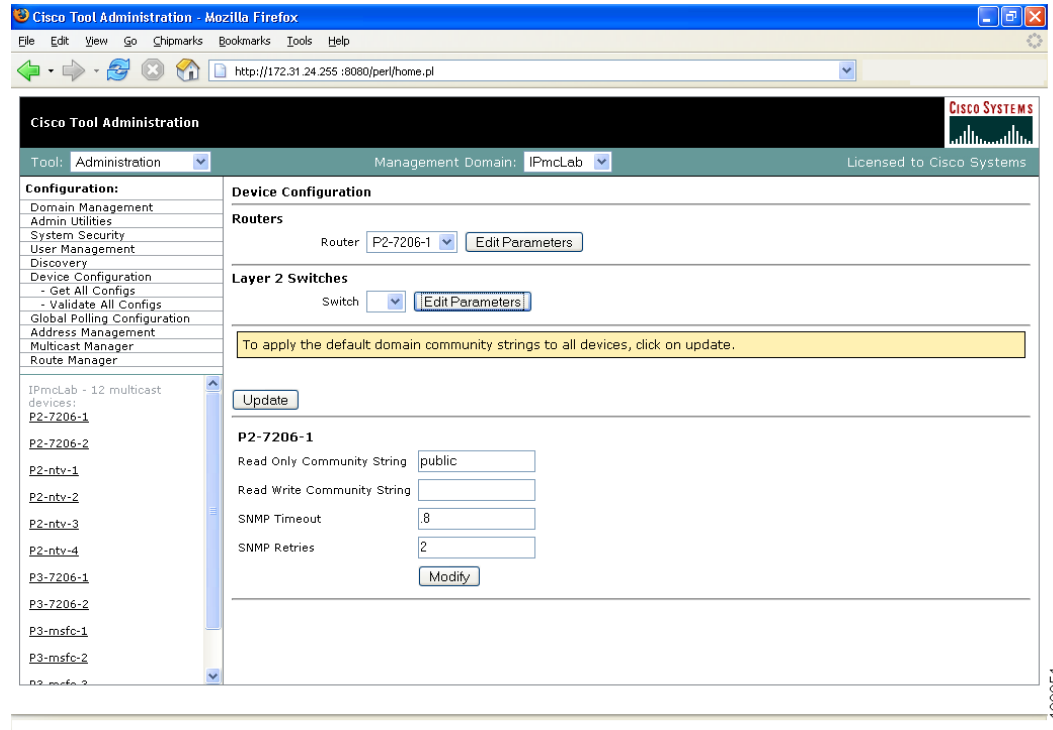 Cisco Tool Administration - Mozilla Firefox
File Edit View Go Chipmarks Bookmarks Tools Help
http://172.31.24.255 :8080/perl/home.pl
Cisco Tool Administration
CISCO SYSTEMS
Tool: Administration
Management Domain: IPmcLab
Licensed to Cisco Systems
Configuration:
Domain Management
Admin Utilities
System Security
User Management
Discovery
Device Configuration
- Get All Configs
- Validate All Configs
Global Polling Configuration
Address Management
Multicast Manager
Route Manager
IPmcLab - 12 multicast
devices:
P2-7206-1
P2-7206-2
P2-ntv-1
P2-ntv-2
P2-ntv-3
P2-ntv-4
P3-7206-1
P3-7206-2
P3-msfc-1
P3-msfc-2
Device Configuration
Routers
Router P2-7206-1 Edit Parameters
Layer 2 Switches
Switch Edit Parameters
To apply the default domain community strings to all devices, click on update.
Update
P2-7206-1
Read Only Community String public
Read Write Community String
SNMP Timeout .8
SNMP Retries 2
Modify